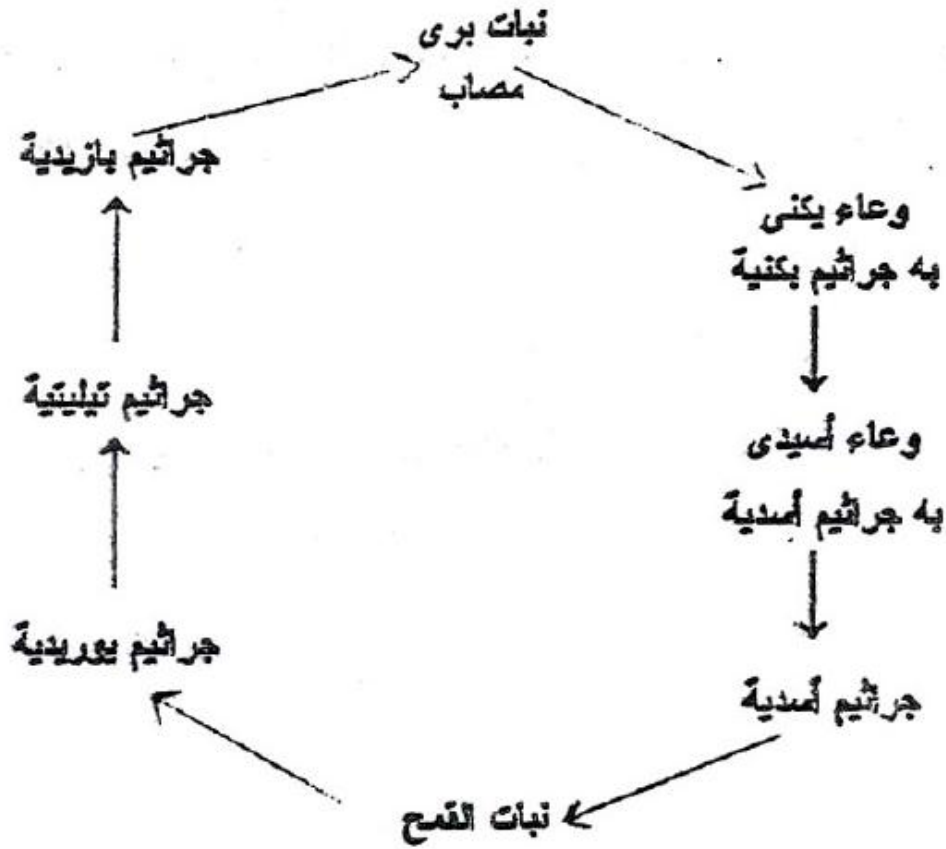 نبات برى
مصاب
وعاء يكنى
به جراثيم بكنية
وعاء أسيدى
به جراثيم أسدية
جراثيم أسدية
نبات القمح
جراثيم يوريدية
جراثيم تيليتية
جراثيم بازيدية